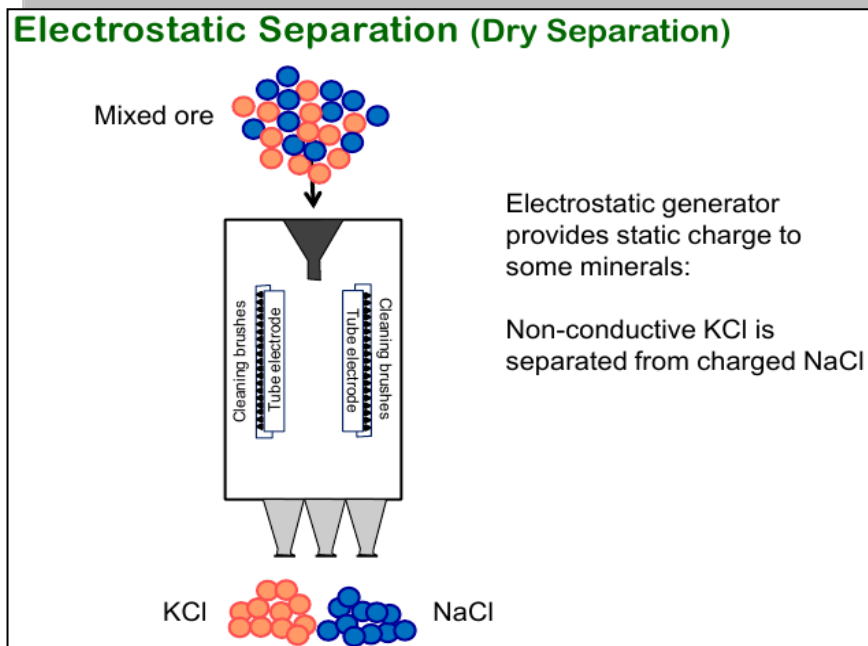 Electrostatic Separation (Dry Separation)
Mixed ore
Electrostatic generator
provides static charge to
some minerals:
Non-conductive KCl is
separated from charged NaCl
Cleaning brushes
Tube electrode
Tube electrode
Cleaning brushes
KCl
NaCl